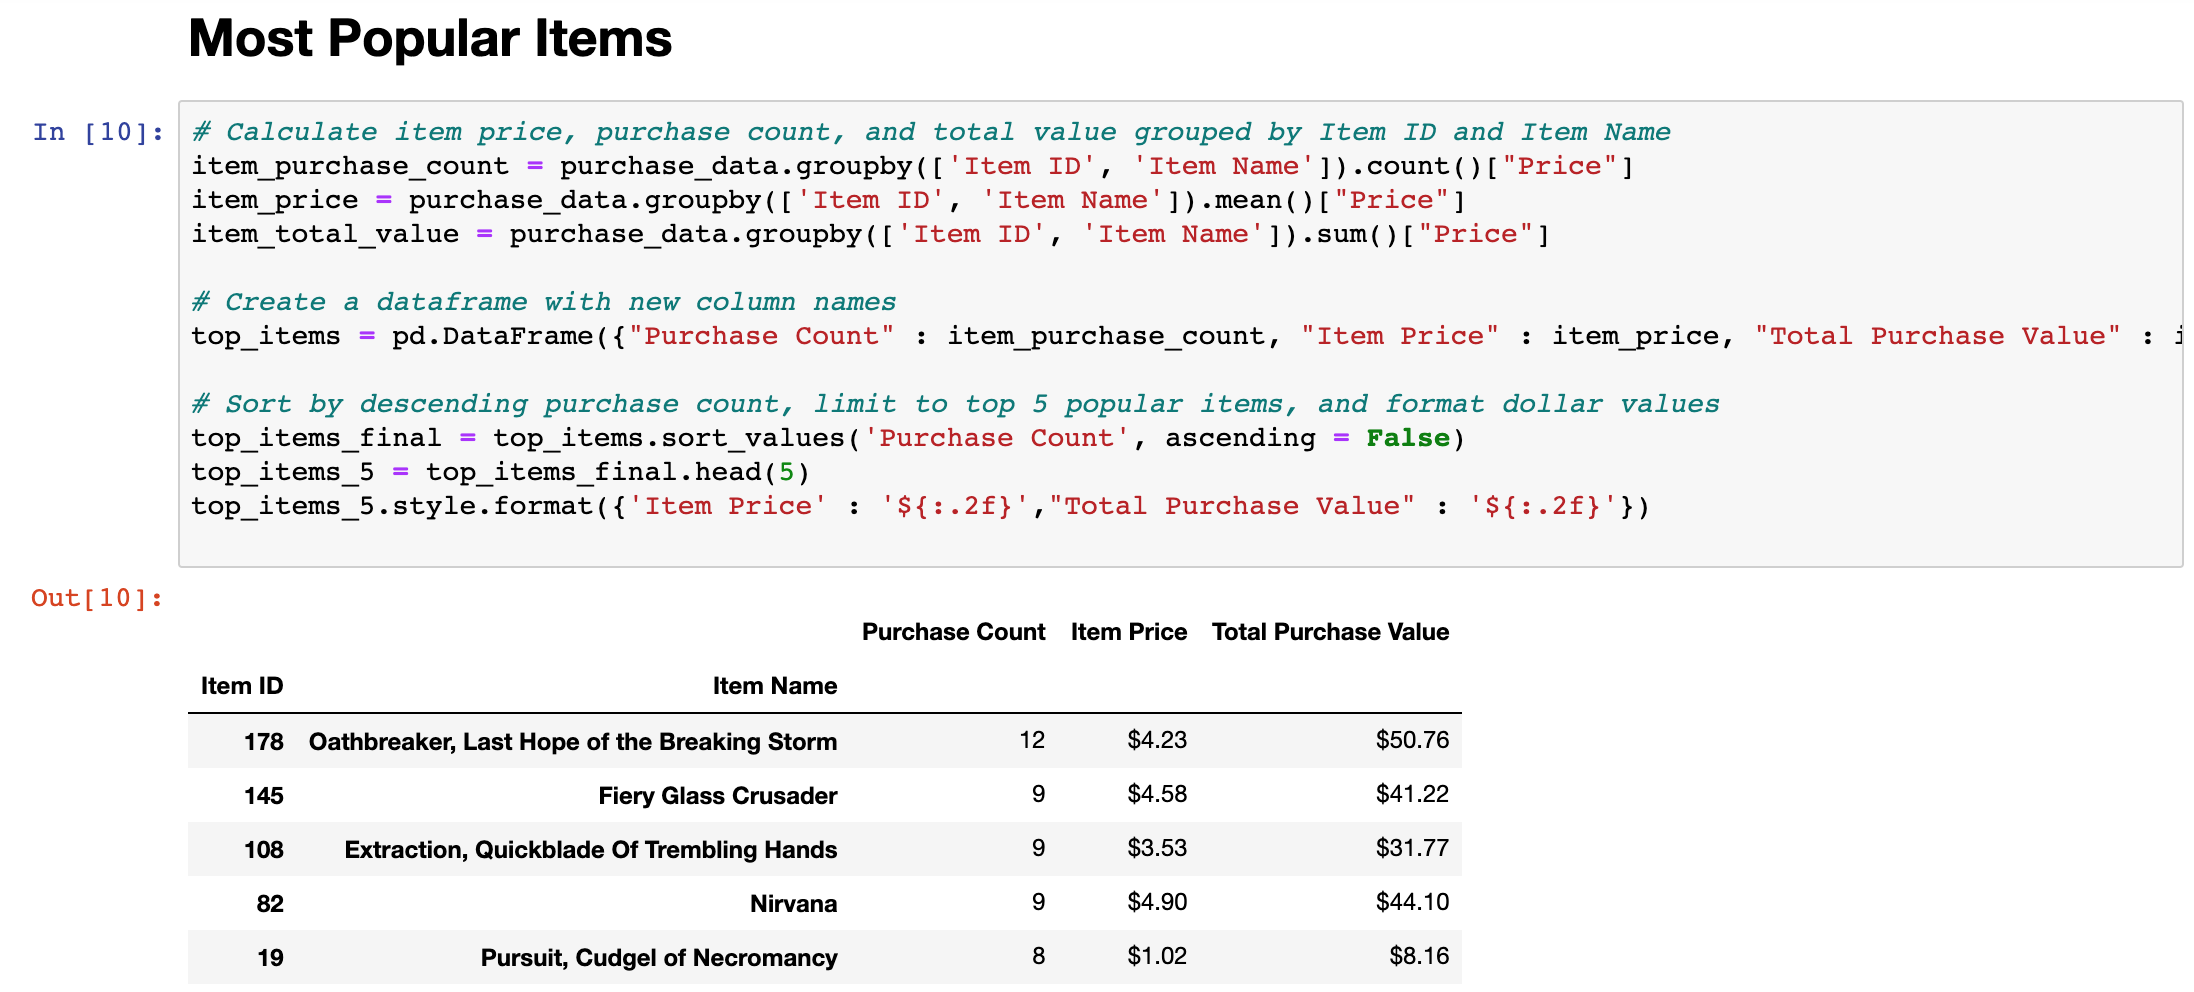 Most Popular Items
In [10]:
# Calculate item price, purchase count, and total value grouped by Item ID and Item Name
item_purchase_count = purchase_data.groupby(['Item ID', 'Item Name']).count()["Price"]
item_price = purchase_data.groupby(['Item ID', 'Item Name']).mean()["Price"]
item_total_value = purchase_data.groupby(['Item ID', 'Item Name']).sum()["Price"]
# Create a dataframe with new column names
top_items = pd.DataFrame({"Purchase Count" : item_purchase_count, "Item Price" : item_price, "Total Purchase Value" :
# Sort by descending purchase count, limit to top 5 popular items, and format dollar values
top_items_final = top_items.sort_values('Purchase Count', ascending = False)
top_items_5 = top_items_final.head(5)
top_items_5.style.format({'Item Price' : '${:.2f}',"Total Purchase Value" : '${:.2f}'})
Out[10]:
Purchase Count Item Price Total Purchase Value
Item ID Item Name
178 Oathbreaker, Last Hope of the Breaking Storm 12 $4.23 $50.76
145 Fiery Glass Crusader 9 $4.58 $41.22
108 Extraction, Quickblade Of Trembling Hands 9 $3.53 $31.77
82 Nirvana 9 $4.90 $44.10
19 Pursuit, Cudgel of Necromancy 8 $1.02 $8.16